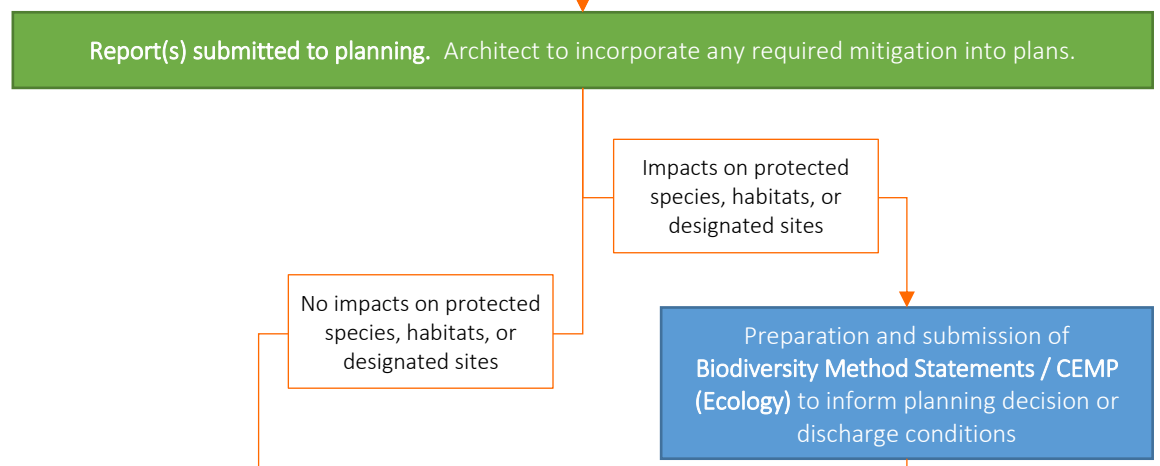 Report(s) submitted to planning. Architect to incorporate any required mitigation into plans.
Impacts on protected
species, habitats, or
designated sites
No impacts on protected
species, habitats, or
designated sites
Preparation and submission of
Biodiversity Method Statements / CEMP
(Ecology) to inform planning decision or
discharge conditions